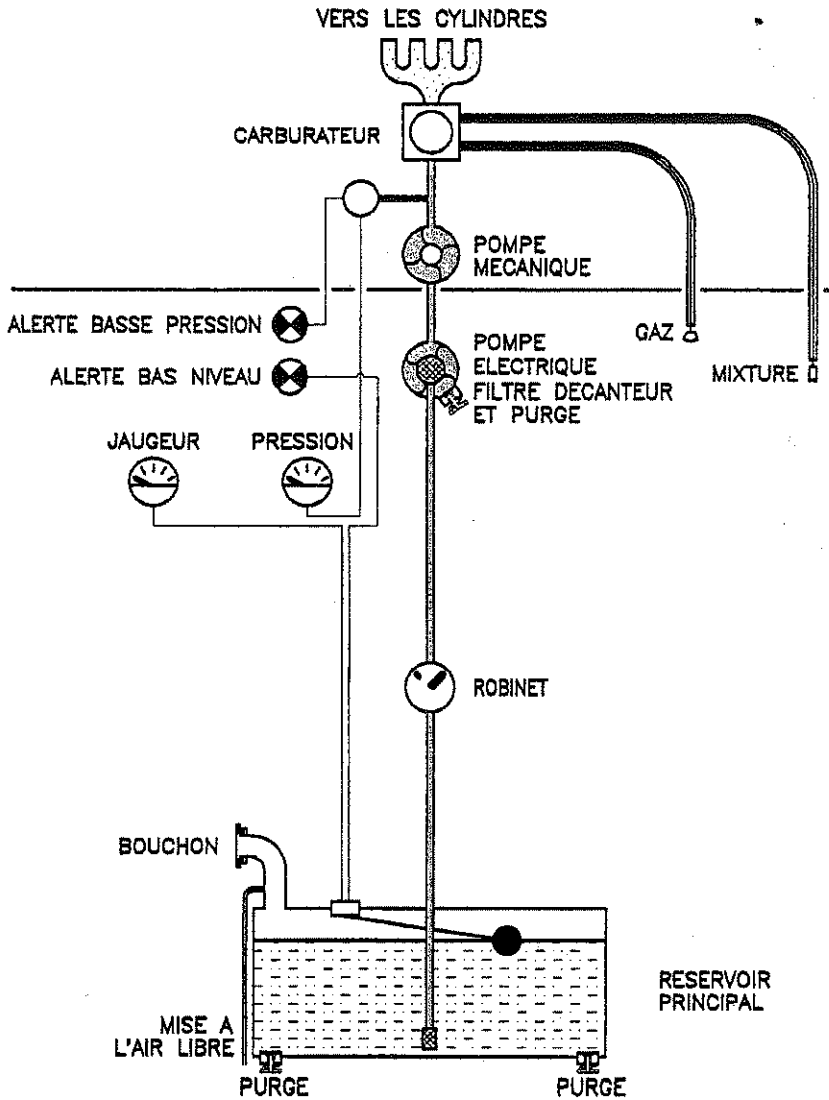 VERS LES CYLINDRES
CARBURATEUR
POMPE
MECANIQUE
ALERTE BASSE PRESSION
GAZ
MIXTURE
POMPE
ELECTRIQUE
FILTRE DECANTEUR
ET PURGE
ALERTE BAS NIVEAU
JAUGEUR
PRESSION
ROBINET
BOUCHON
RESERVOIR
PRINCIPAL
MISE A
L'AIR LIBRE
PURGE
PURGE